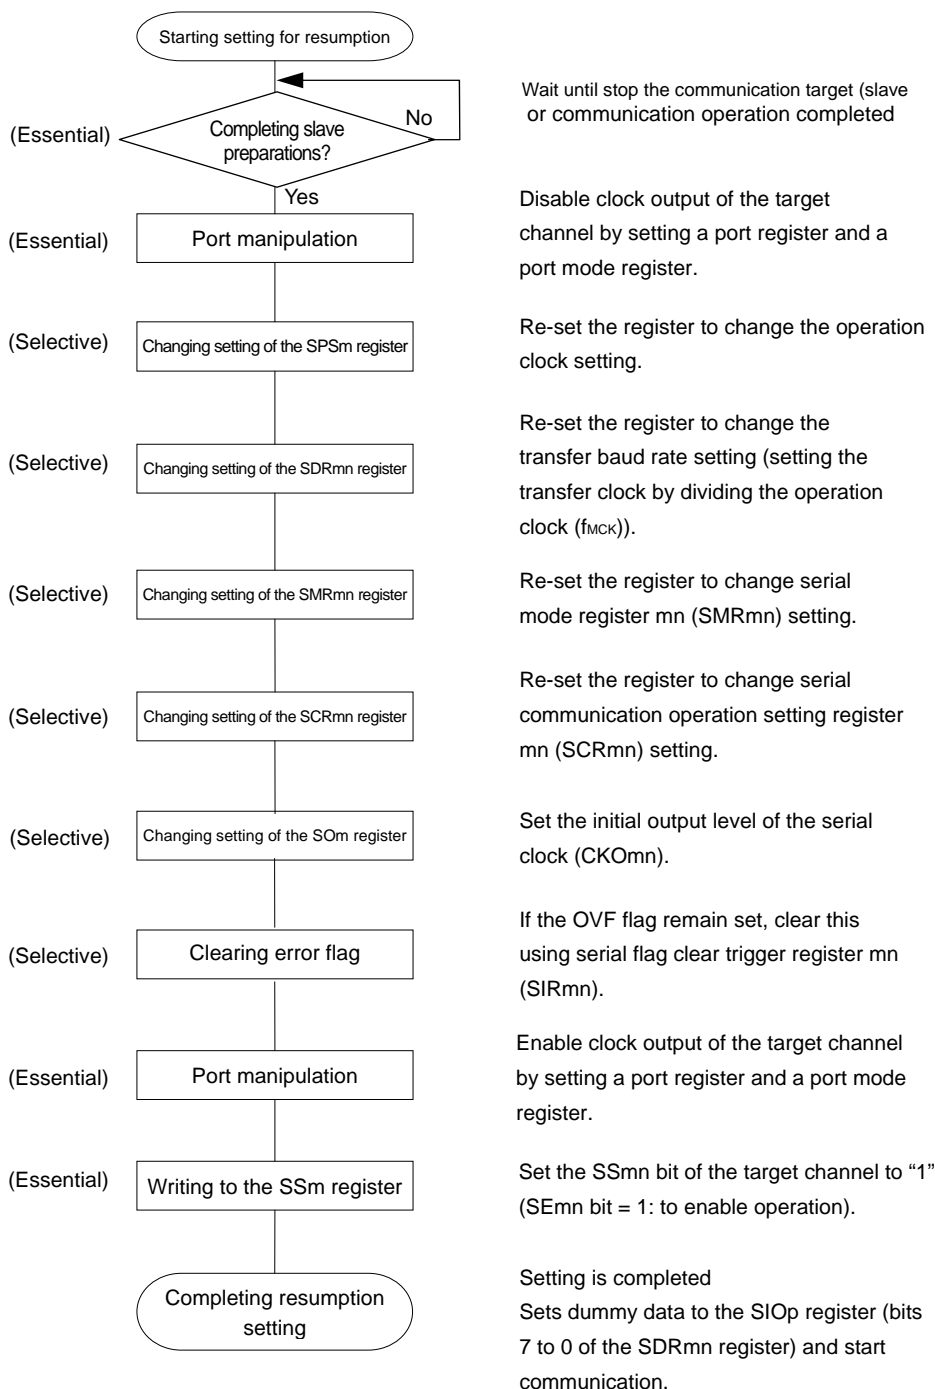 Starting setting for resumption
Wait until stop the communication target (slave
or communication operation completed
(Essential)
Completing slave
preparations?
No
Yes
Disable clock output of the target
channel by setting a port register and a
port mode register.
(Essential)
Port manipulation
(Selective)
Changing setting of the SPSm register
Re-set the register to change the operation
clock setting.
(Selective)
Changing setting of the SDRmn register
Re-set the register to change the
transfer baud rate setting (setting the
transfer clock by dividing the operation
clock (fMCK)).
(Selective)
Changing setting of the SMRmn register
Re-set the register to change serial
mode register mn (SMRmn) setting.
(Selective)
Changing setting of the SCRmn register
Re-set the register to change serial
communication operation setting register
mn (SCRmn) setting.
(Selective)
Changing setting of the SOm register
Set the initial output level of the serial
clock (CKOmn).
(Selective)
Clearing error flag
If the OVF flag remain set, clear this
using serial flag clear trigger register mn
(SIRmn).
(Essential)
Port manipulation
Enable clock output of the target channel
by setting a port register and a port mode
register.
(Essential)
Writing to the SSm register
Set the SSmn bit of the target channel to “1”
(SEmn bit = 1: to enable operation).
Completing resumption
setting
Setting is completed
Sets dummy data to the SIOp register (bits
7 to 0 of the SDRmn register) and start
communication.